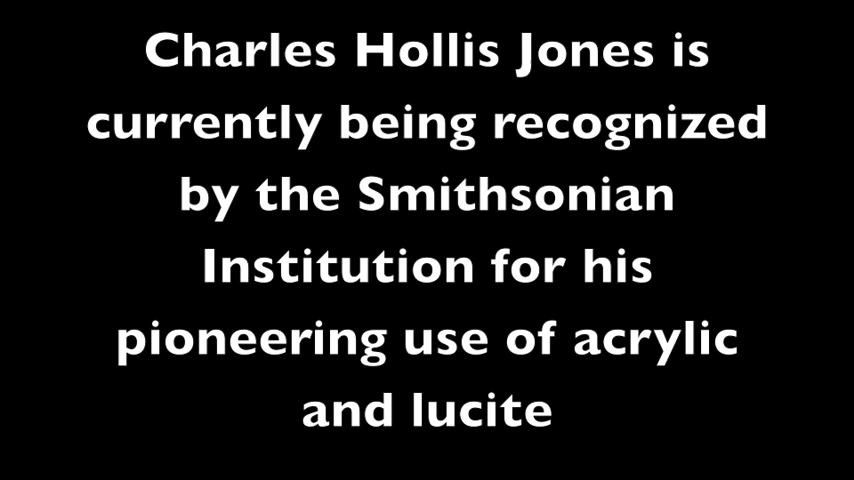 Charles Hollis Jones is
currently being recognized
by the Smithsonian
Institution for his
pioneering use of acrylic
and lucite